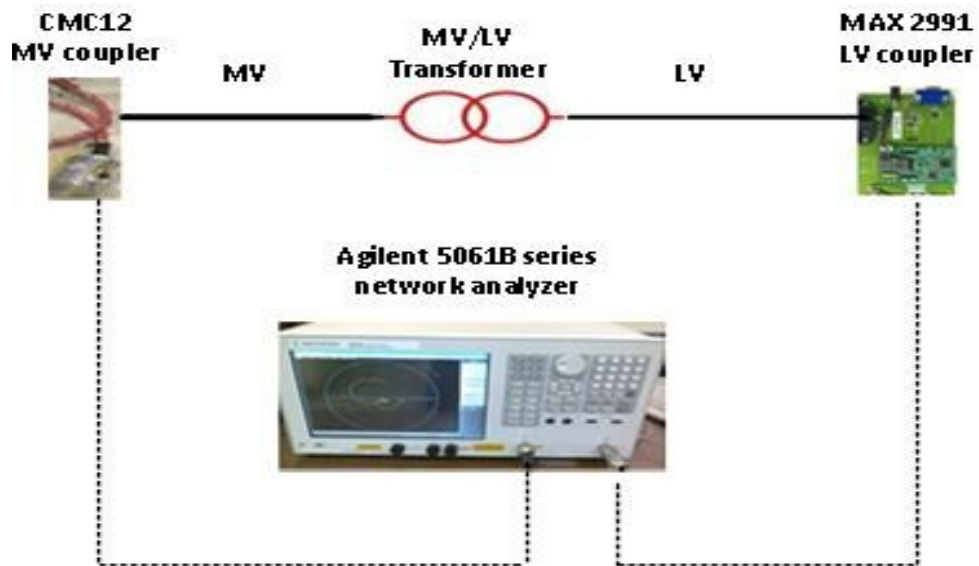 CMC12
MV coupler
MV
MV/LV
Transformer
LV
MAX 2991
LV coupler
Agilent 5061B series
network analyzer